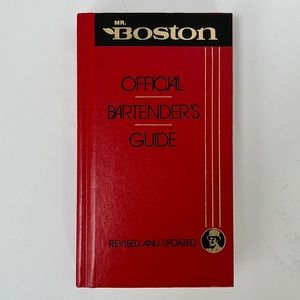 MR.
BOSTON
OFFICIAL
BARTENDER'S
GUIDE
REVISED AND UPDATED